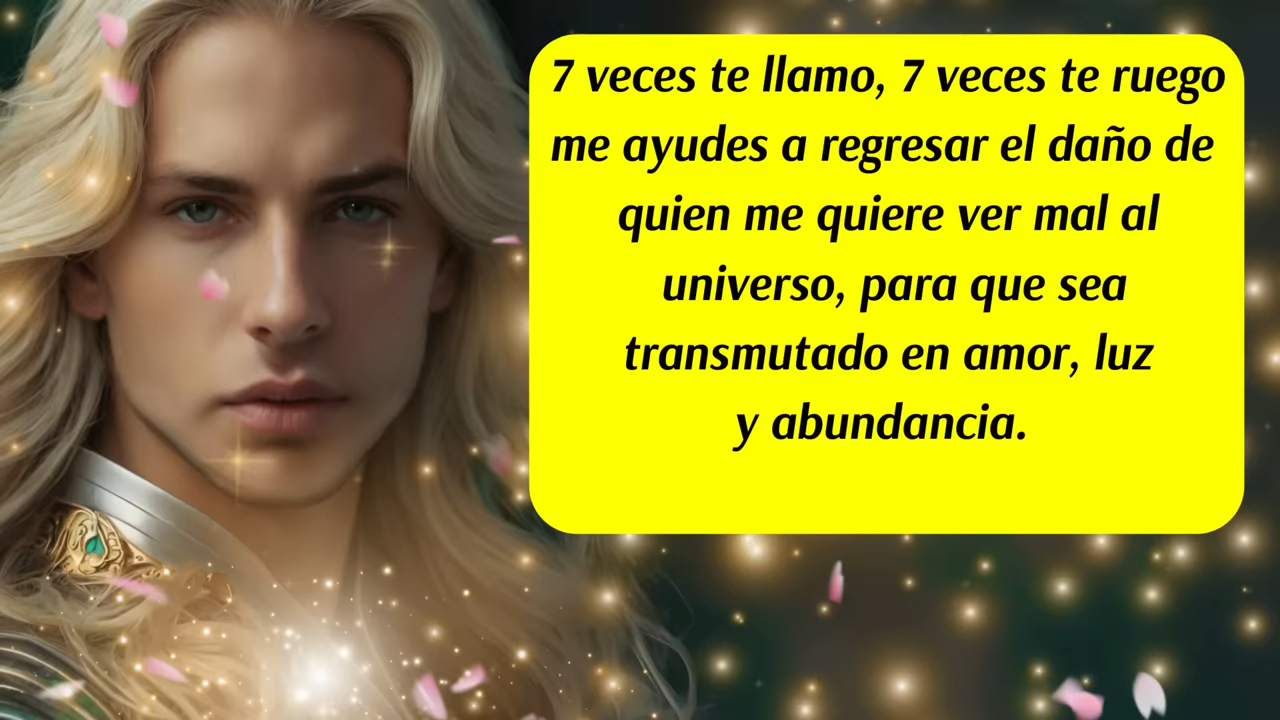 7 veces te llamo, 7 veces te ruego
me ayudes a regresar el daño de
quien me quiere ver mal al
universo, para que sea
transmutado en amor, luz
y abundancia.